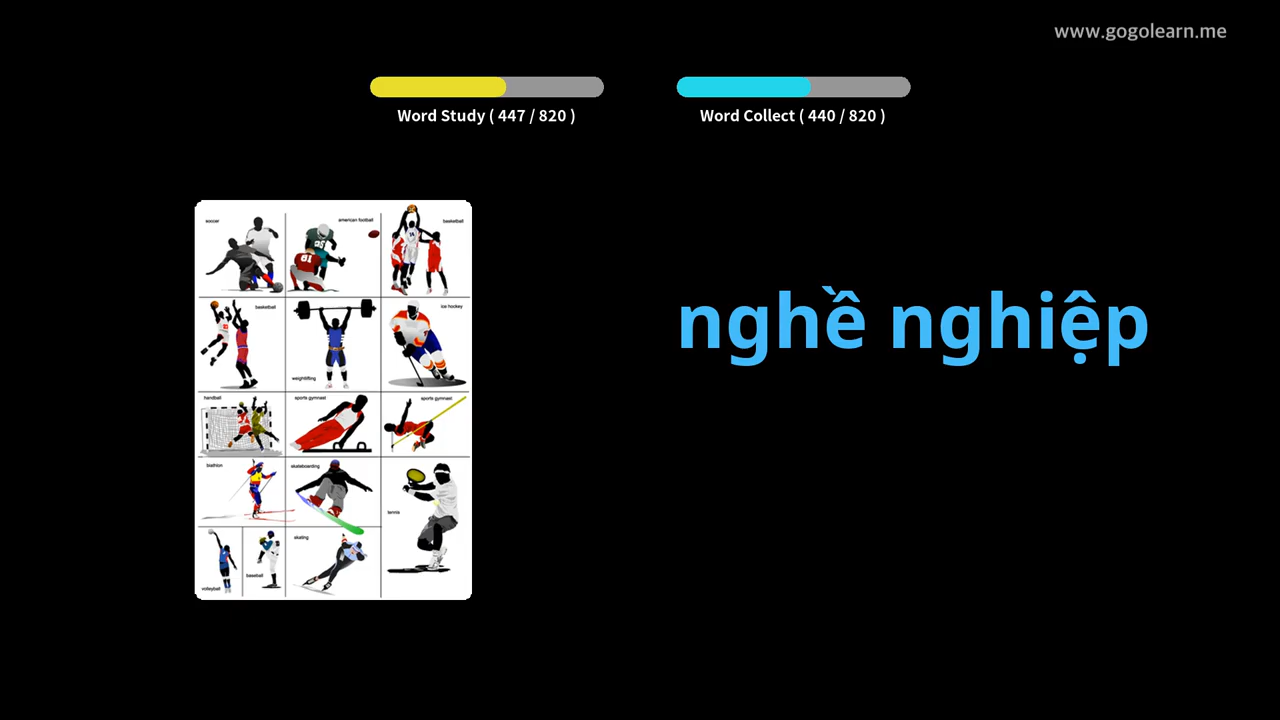 www.gogolearn.me
Word Study ( 447 / 820 )
Word Collect ( 440 / 820 )
soccer
american football
basketball
nghề nghiệp
basketball
weightlifting
ice hockey
handball
sports gymnast
sports gymnast
biathlon
skateboarding
tennis
volleyball
baseball
skating